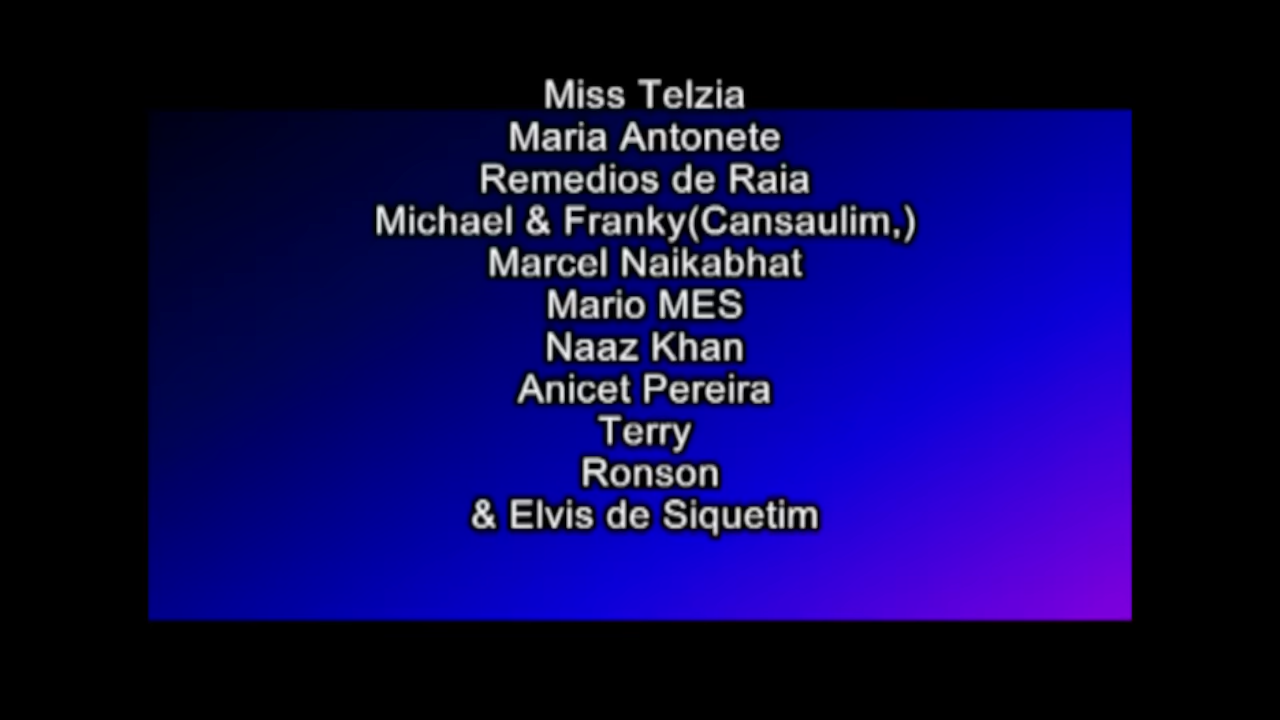 Miss Telzia
Maria Antonete
Remedios de Raia
Michael & Franky(Cansaulim,)
Marcel Naikabhat
Mario MES
Naaz Khan
Anicet Pereira
Terry
Ronson
& Elvis de Siquetim